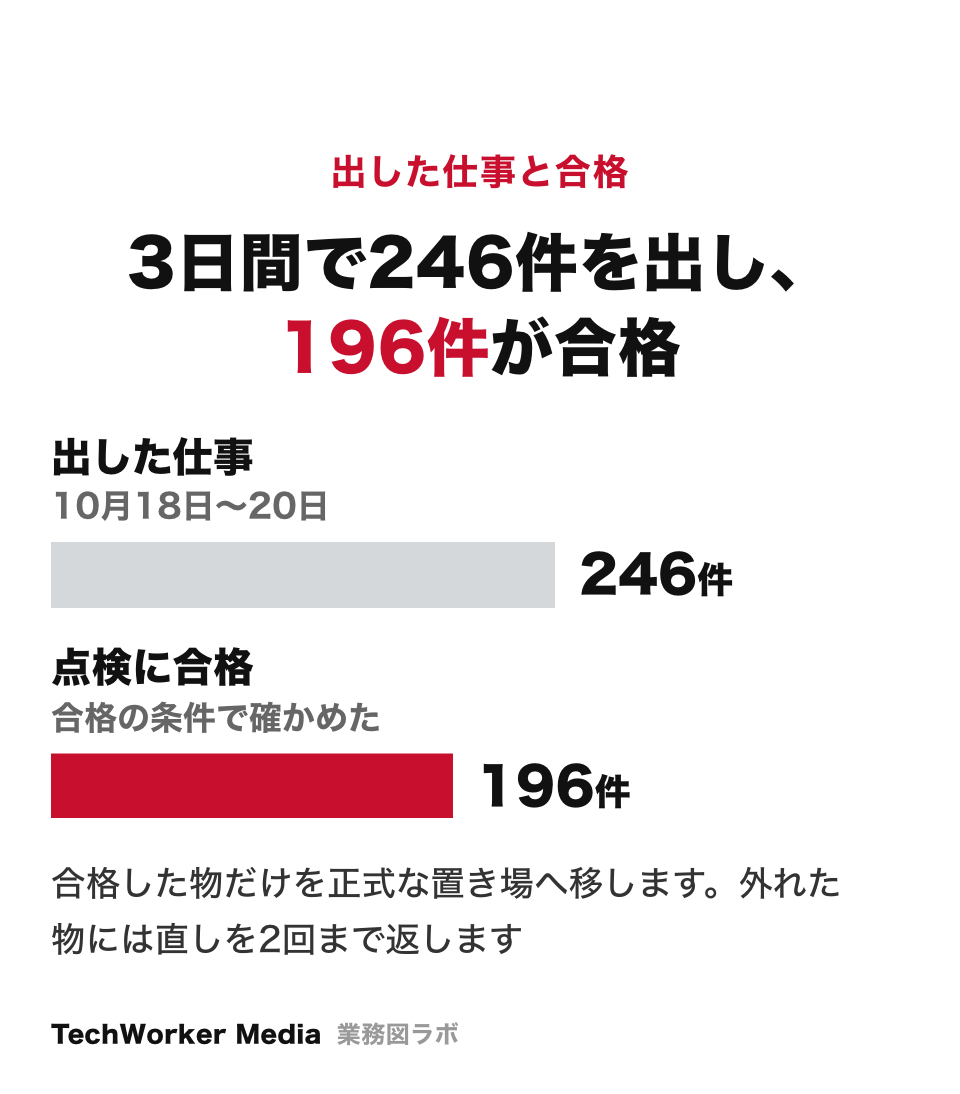 出した仕事と合格
3日間で246件を出し、
196件が合格
出した仕事
10月18日〜20日
246件
点検に合格
合格の条件で確かめた
196件
合格した物だけを正式な置き場へ移します。外れた
物には直しを2回まで返します
TechWorker Media 業務図ラボ